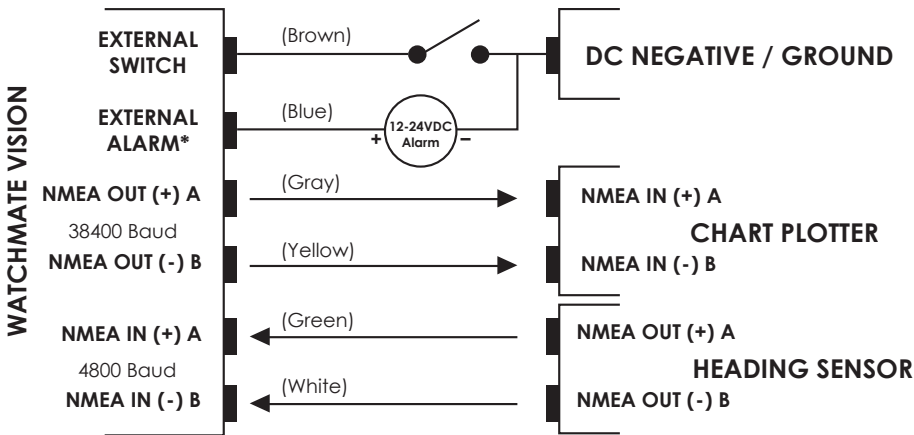 WATCHMATE VISION
EXTERNAL
SWITCH
(Brown)
DC NEGATIVE / GROUND
EXTERNAL
ALARM*
(Blue)
+
12-24VDC
Alarm
–
NMEA OUT (+) A
(Gray)
NMEA IN (+) A
38400 Baud
CHART PLOTTER
NMEA OUT (-) B
(Yellow)
NMEA IN (-) B
NMEA IN (+) A
(Green)
NMEA OUT (+) A
4800 Baud
HEADING SENSOR
NMEA IN (-) B
(White)
NMEA OUT (-) B